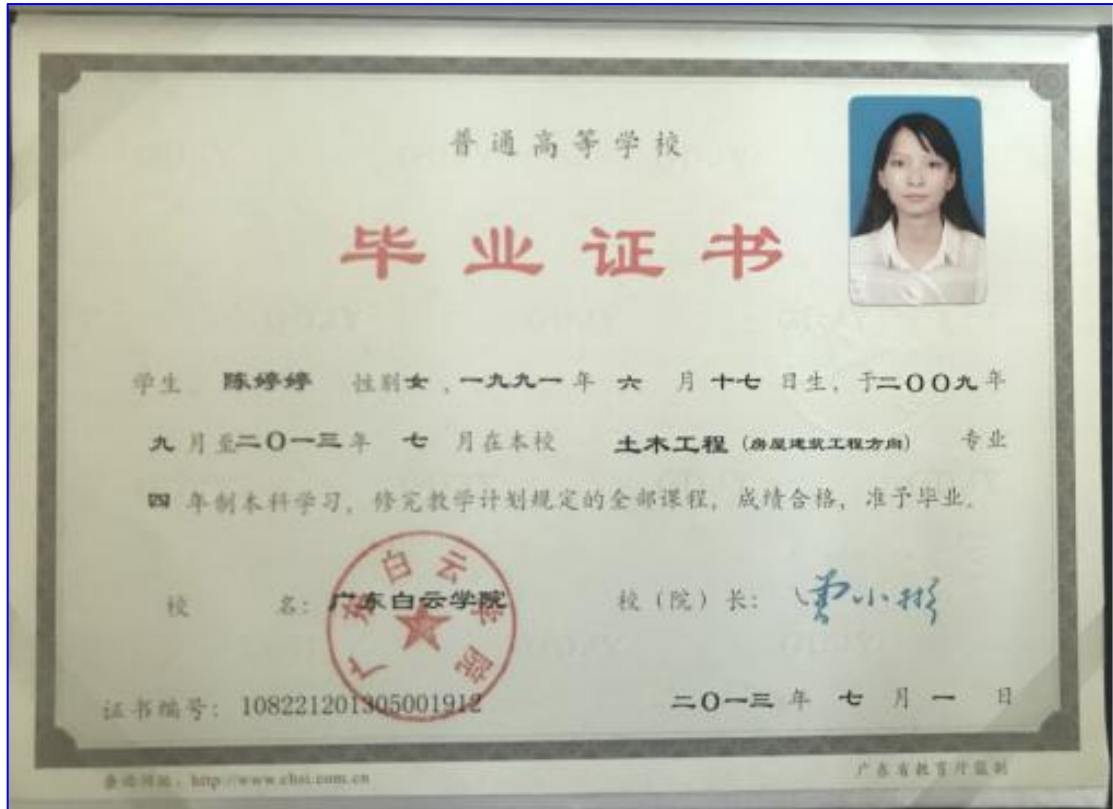 普通高等学校
毕业证书
学生 陈婷婷 性别女,一九九一年 六 月 十七 日生,于二〇〇九年
九 月至二〇一三年 七 月在本校 土木工程(房屋建筑工程方向) 专业
四 年制本科学习,修完教学计划规定的全部课程,成绩合格,准予毕业.
校 名:广东白云学院 校(院)长:
广东白云学院
证书编号:108221201305001912 二〇一三 年 七 月 一 日
查询网址:http://www.chsi.com.cn 广东省教育厅监制